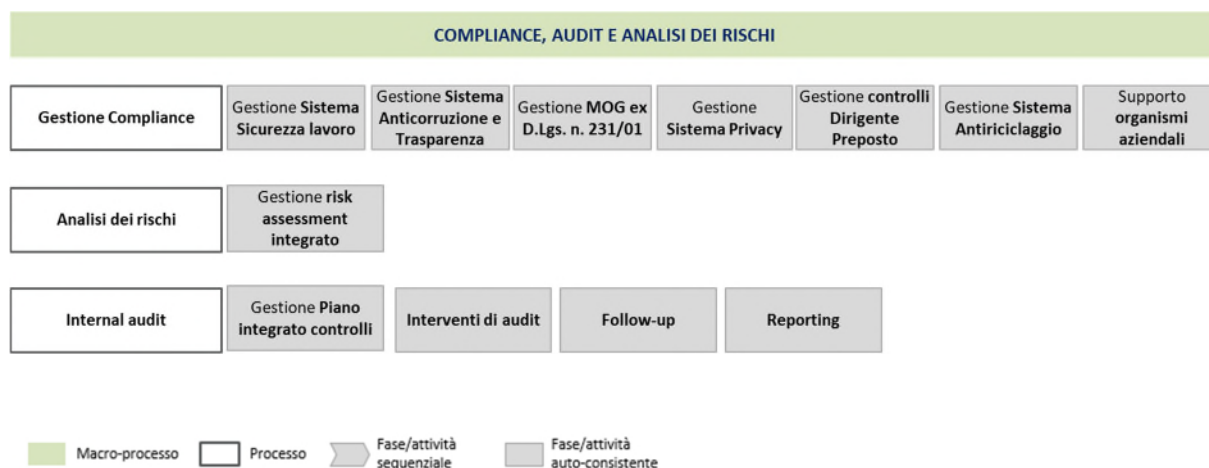 COMPLIANCE, AUDIT E ANALISI DEI RISCHI
Gestione Compliance
Gestione Sistema
Sicurezza lavoro
Gestione Sistema
Anticorruzione e
Trasparenza
Gestione MOG ex
D.Lgs. n. 231/01
Gestione
Sistema Privacy
Gestione controlli
Dirigente
Preposto
Gestione Sistema
Antiriciclaggio
Supporto
organismi
aziendali
Analisi dei rischi
Gestione risk
assessment
integrato
Internal audit
Gestione Piano
integrato controlli
Interventi di audit
Follow-up
Reporting
Macro-processo
Processo
Fase/attività
sequenziale
Fase/attività
auto-consistente